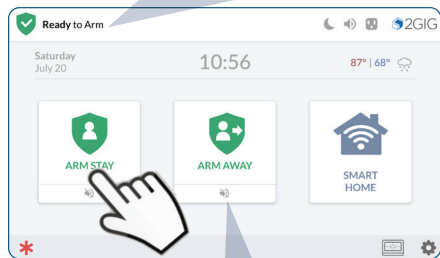 Ready to Arm
2GIG
Saturday
July 20
10:56
87° | 68°
ARM STAY
ARM AWAY
SMART
HOME